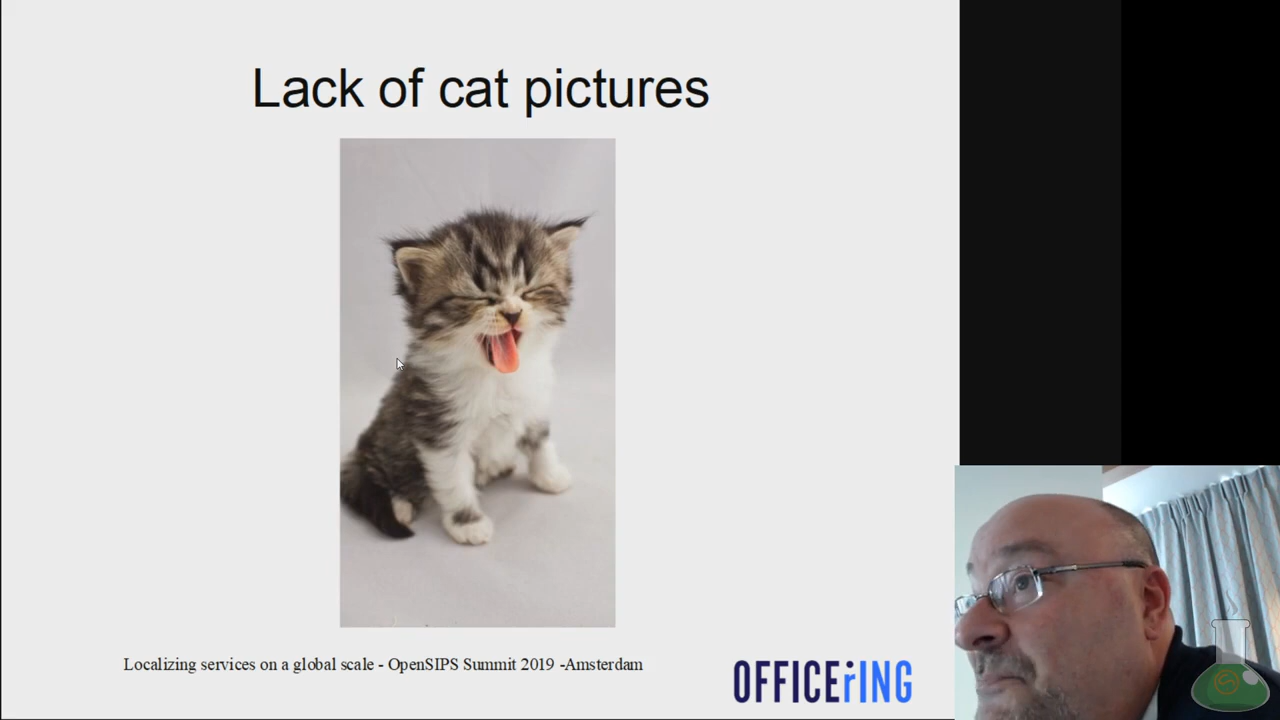 Lack of cat pictures
Localizing services on a global scale - OpenSIPS Summit 2019 -Amsterdam
OFFICEriNG